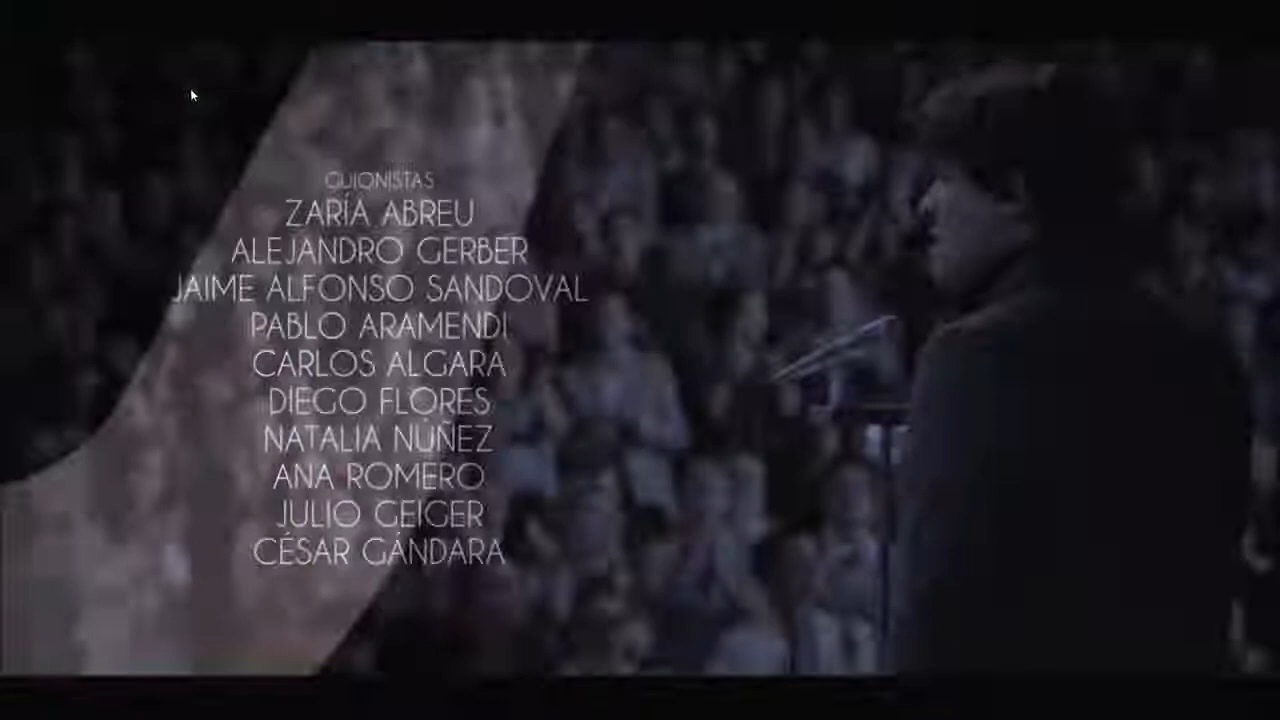 GUIONISTAS
ZARÍA ABREU
ALEJANDRO GERBER
JAIME ALFONSO SANDOVAL
PABLO ARAMENDI
CARLOS ALGARA
DIEGO FLORES
NATALIA NÚÑEZ
ANA ROMERO
JULIO GEIGER
CÉSAR GÁNDARA